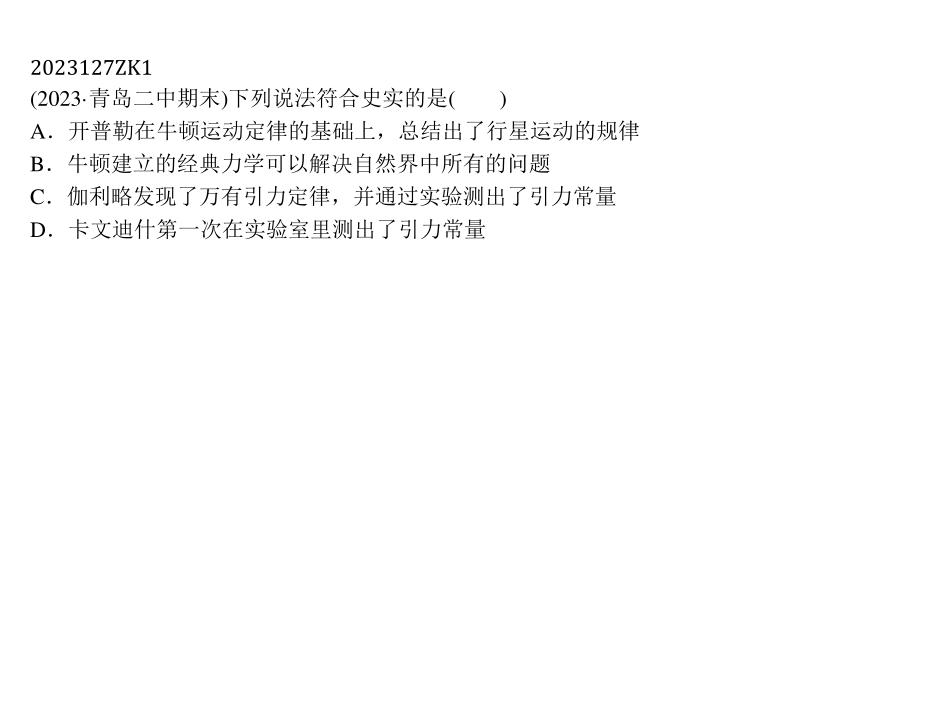 2023127ZK1
(2023·青岛二中期末)下列说法符合史实的是(　　)
A．开普勒在牛顿运动定律的基础上，总结出了行星运动的规律
B．牛顿建立的经典力学可以解决自然界中所有的问题
C．伽利略发现了万有引力定律，并通过实验测出了引力常量
D．卡文迪什第一次在实验室里测出了引力常量